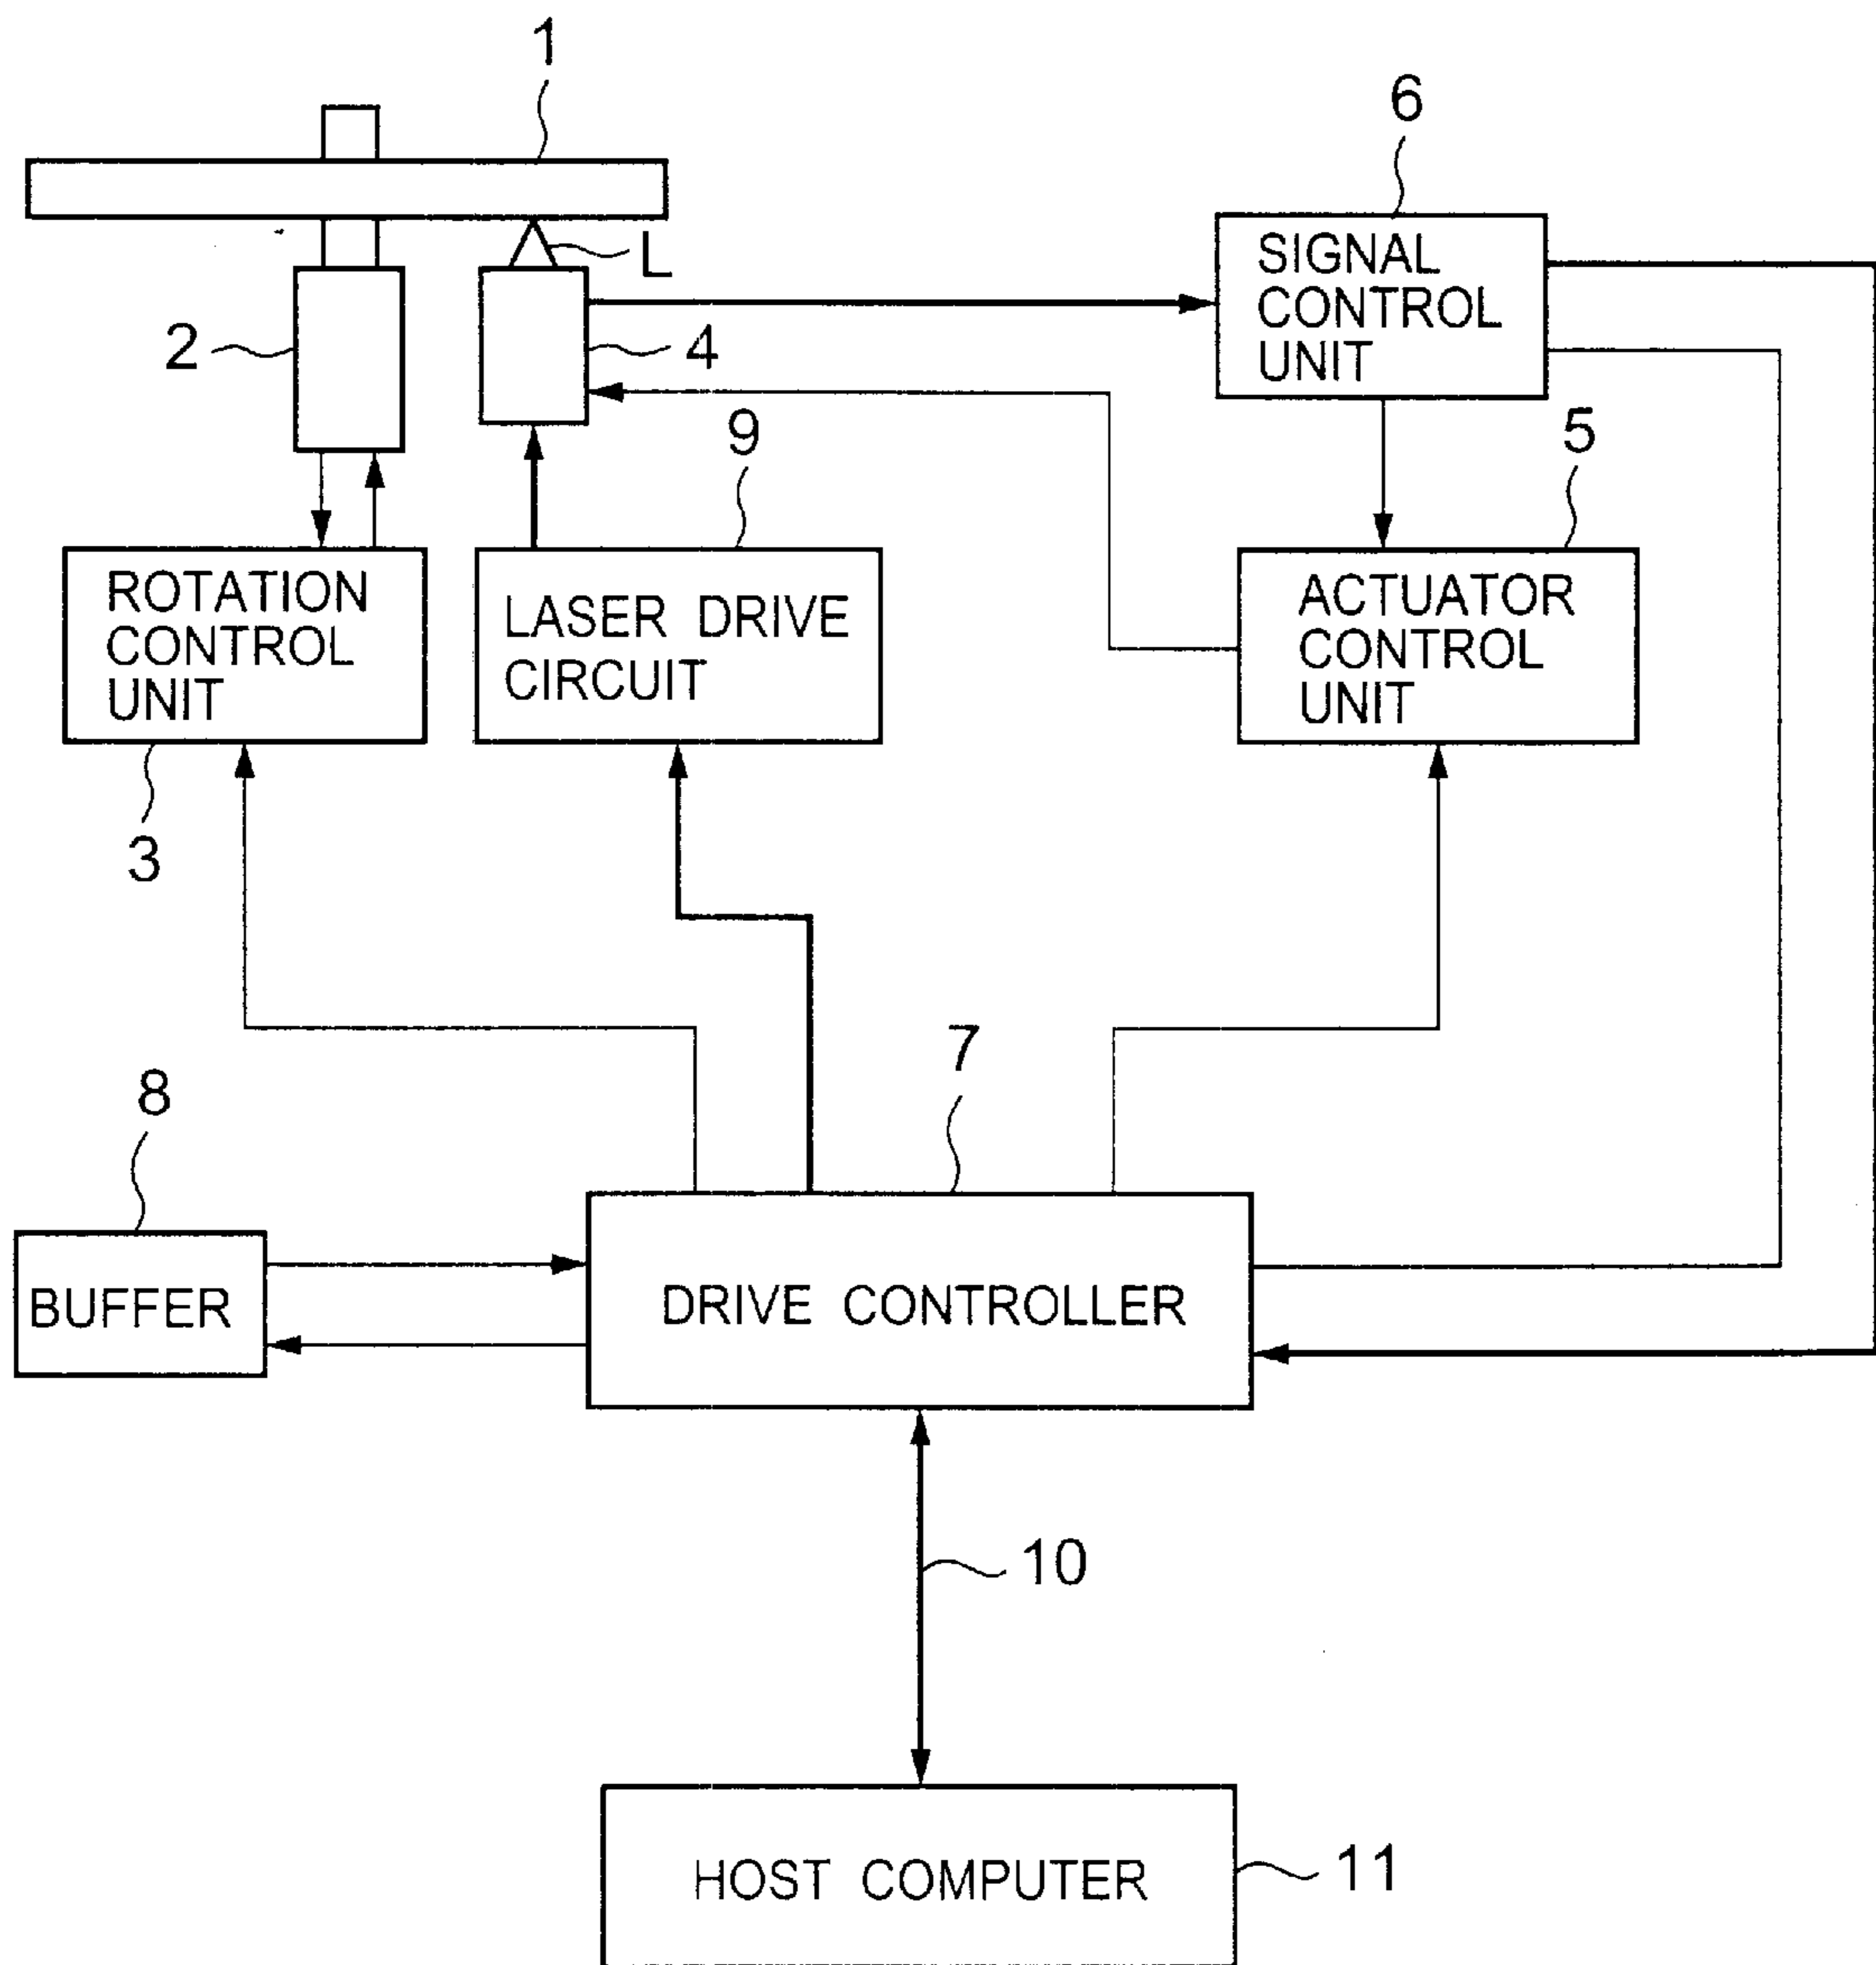 1
6
L
2
4
SIGNAL
CONTROL
UNIT
9
5
ROTATION
CONTROL
UNIT
LASER DRIVE
CIRCUIT
ACTUATOR
CONTROL
UNIT
3
7
8
BUFFER
DRIVE CONTROLLER
10
HOST COMPUTER
11